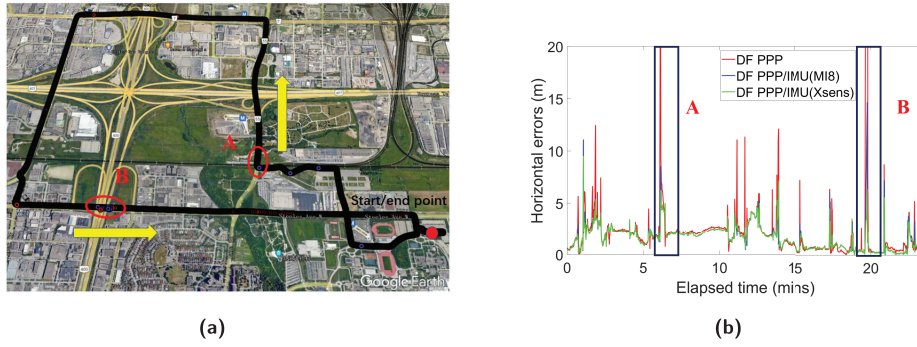 A
B
Start/end point
Google Earth
(a)
Horizontal errors (m)
20
15
10
5
0
DF PPP
DF PPP/IMU(MI8)
DF PPP/IMU(Xsens)
A
B
0
5
10
15
20
Elapsed time (mins)
(b)